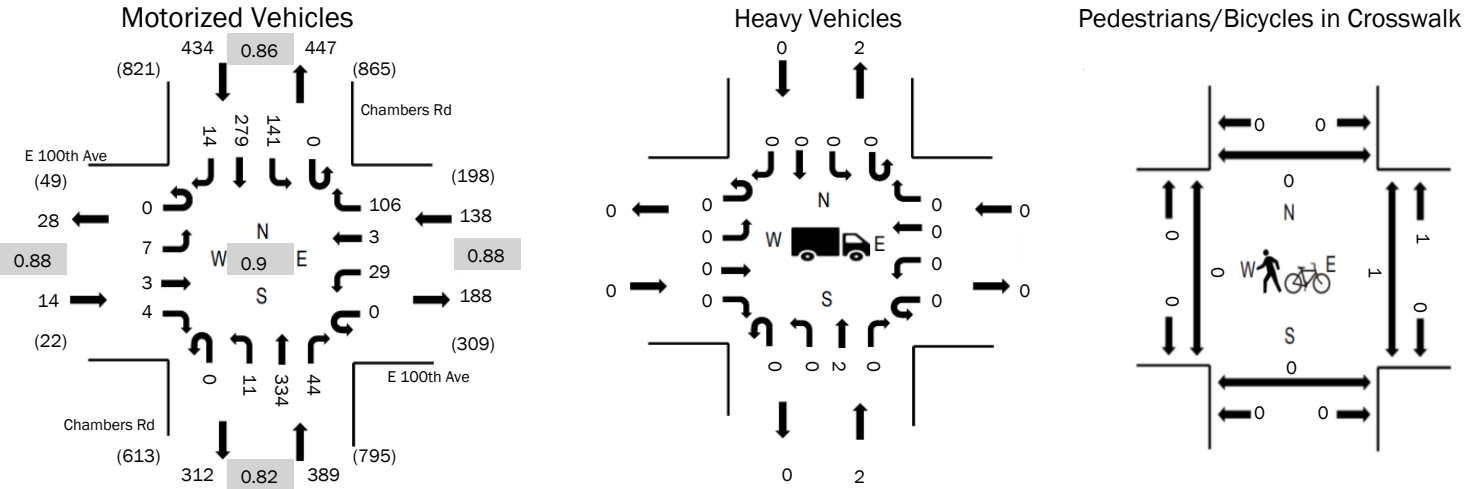 Motorized Vehicles
434 0.86 447
(821) (865)
Chambers Rd
14 279 141 0
E 100th Ave
(49) (198)
0 106
28 138
7 N 3
0.88 W 0.9 E 0.88
3 29
14 S 188
4 0
(22) (309)
0 11 334 44
E 100th Ave
Chambers Rd
(613) (795)
312 0.82 389
Heavy Vehicles
0 2
0 0 0 0
0 0
0 N 0
0 0
0 W E 0
0 0
0 0
0 S 0
0 0 2 0
0 2
Pedestrians/Bicycles in Crosswalk
0 0
0
N
0 1
0 W E 1
0 0
S
0
0 0